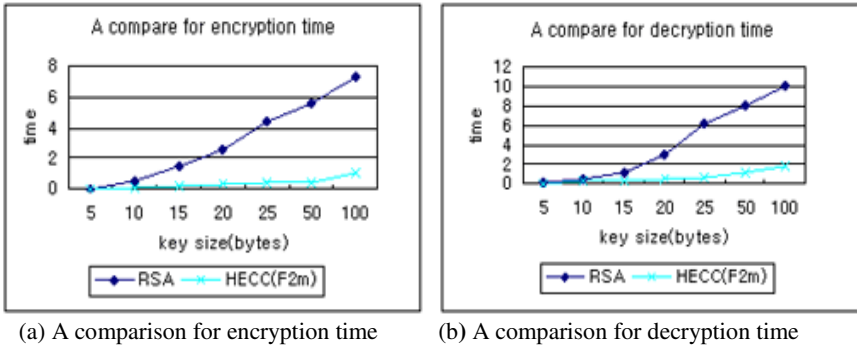 A compare for encryption time
8
6
4
2
0
time
5 10 15 20 25 50 100
key size(bytes)
RSA HECC(F2m)
(a) A comparison for encryption time
A compare for decryption time
12
10
8
6
4
2
0
time
5 10 15 20 25 50 100
key size(bytes)
RSA HECC(F2m)
(b) A comparison for decryption time